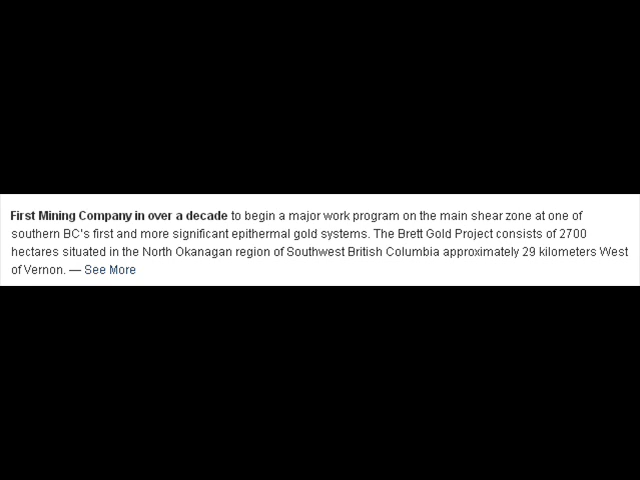 First Mining Company in over a decade to begin a major work program on the main shear zone at one of
southern BC's first and more significant epithermal gold systems. The Brett Gold Project consists of 2700
hectares situated in the North Okanagan region of Southwest British Columbia approximately 29 kilometers West
of Vernon. — See More